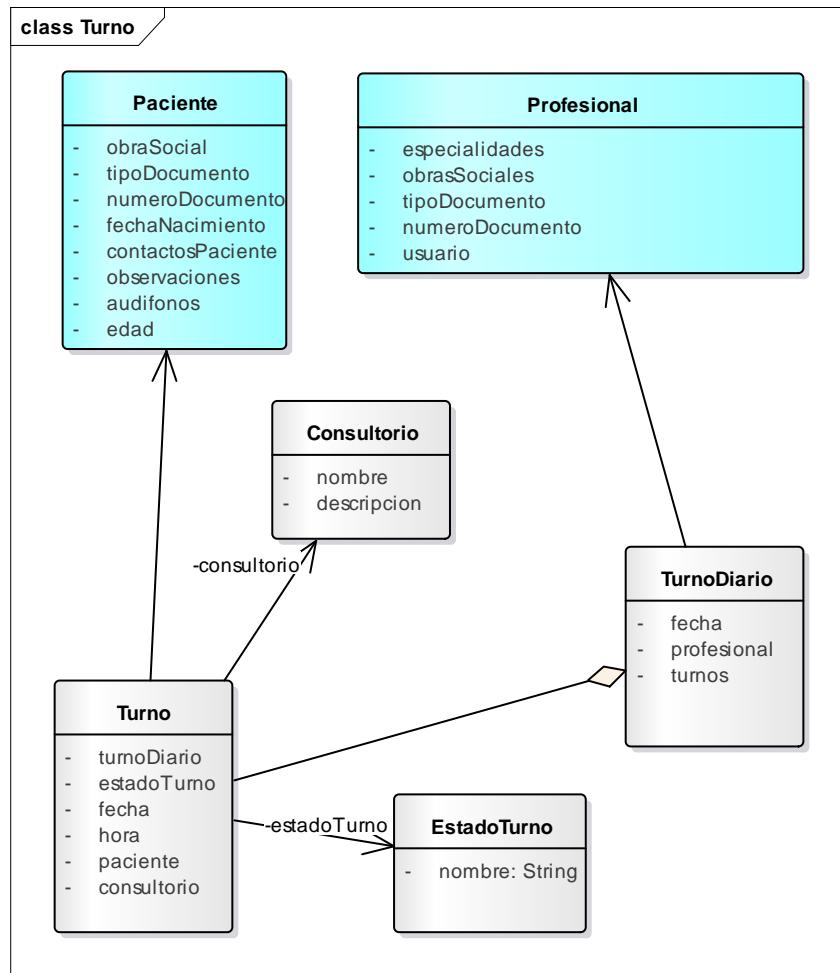 class Turno
Paciente
- obraSocial
- tipoDocumento
- numeroDocumento
- fechaNacimiento
- contactosPaciente
- observaciones
- audifonos
- edad
Profesional
- especialidades
- obrasSociales
- tipoDocumento
- numeroDocumento
- usuario
Consultorio
- nombre
- descripcion
-consultorio
TurnoDiario
- fecha
- profesional
- turnos
Turno
- turnoDiario
- estadoTurno
- fecha
- hora
- paciente
- consultorio
-estadoTurno
EstadoTurno
- nombre: String